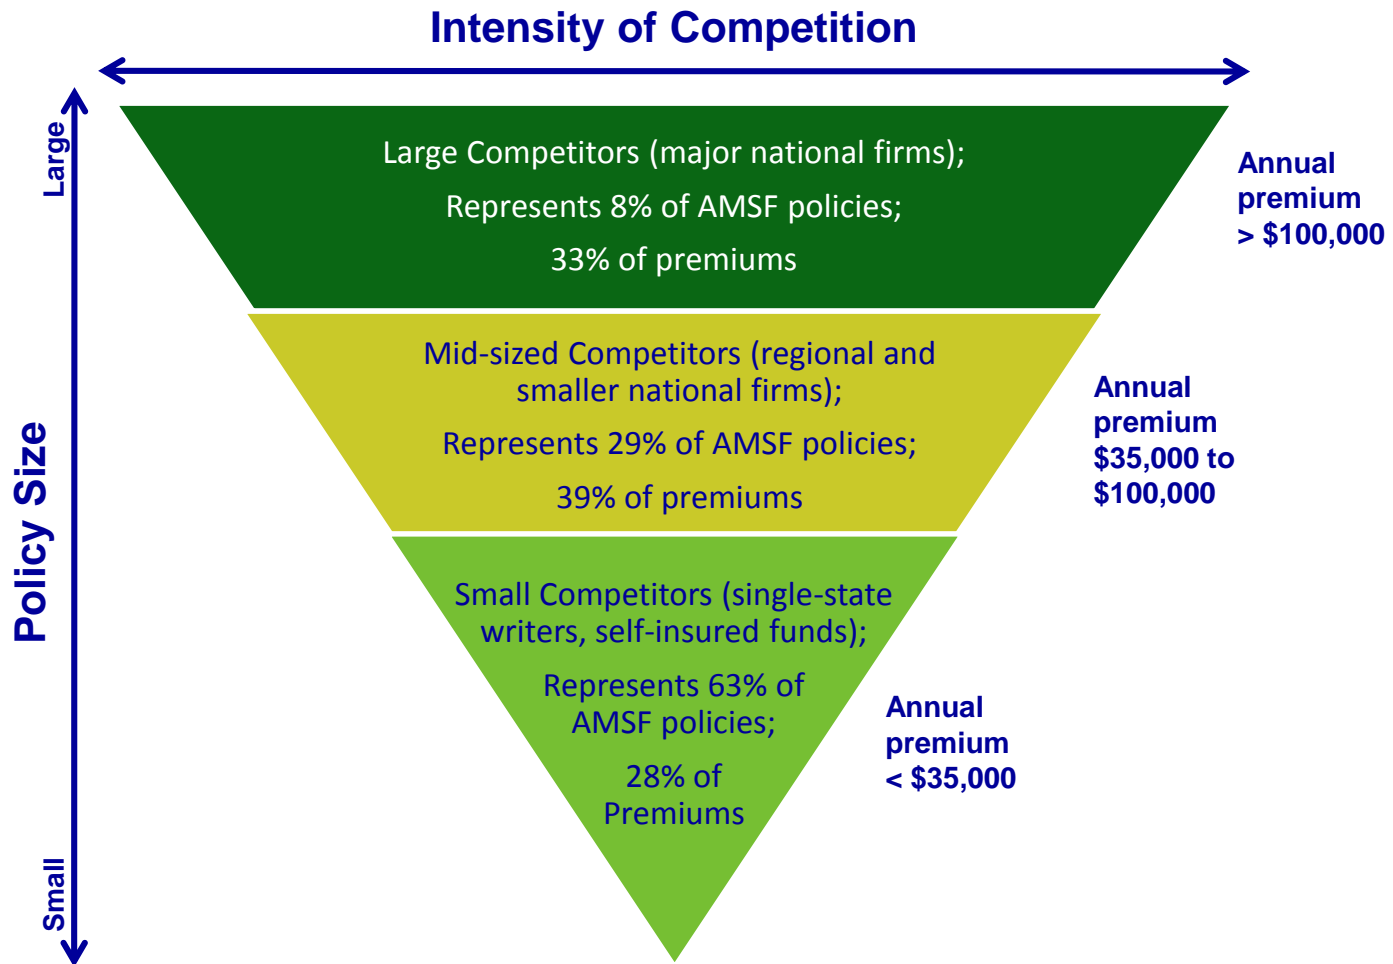 Intensity of Competition
Large
Large Competitors (major national firms);
Represents 8% of AMSF policies;
33% of premiums
Annual
premium
> $100,000
Mid-sized Competitors (regional and
smaller national firms);
Represents 29% of AMSF policies;
39% of premiums
Annual
premium
$35,000 to
$100,000
Policy Size
Small Competitors (single-state
writers, self-insured funds);
Represents 63% of
AMSF policies;
28% of
Premiums
Annual
premium
< $35,000
Small